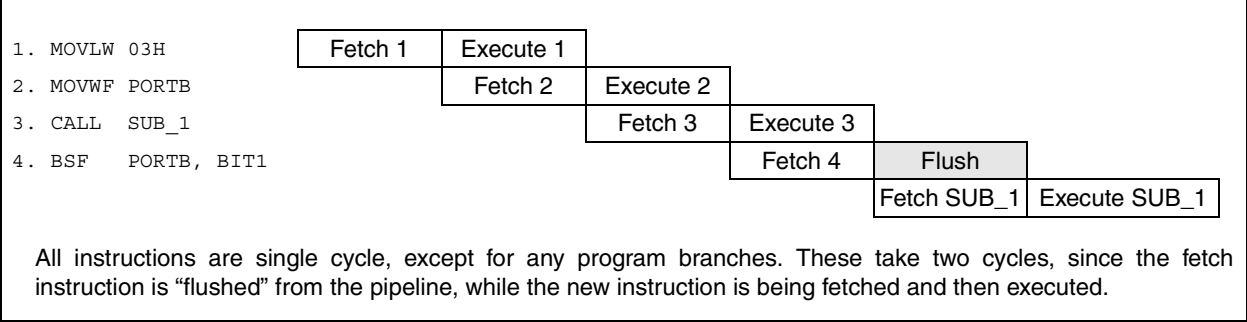 1. MOVLW 03H Fetch 1 Execute 1
2. MOVWF PORTB Fetch 2 Execute 2
3. CALL SUB_1 Fetch 3 Execute 3
4. BSF PORTB, BIT1 Fetch 4 Flush
Fetch SUB_1 Execute SUB_1
All instructions are single cycle, except for any program branches. These take two cycles, since the fetch
instruction is “flushed” from the pipeline, while the new instruction is being fetched and then executed.